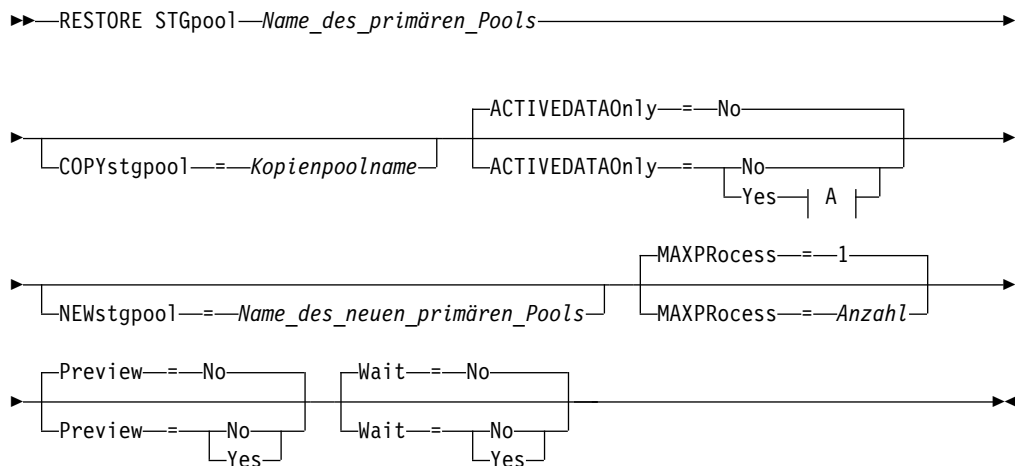 RESTORE STGpool Name_des_primären_Pools
ACTIVEDATAOnly = No
COPYstgpool = Kopienpoolname
ACTIVEDATAOnly = No
Yes A
MAXPRocess = 1
NEWstgpool = Name_des_neuen_primären_Pools
MAXPRocess = Anzahl
Preview = No Wait = No
Preview = No Wait = No
Yes Yes